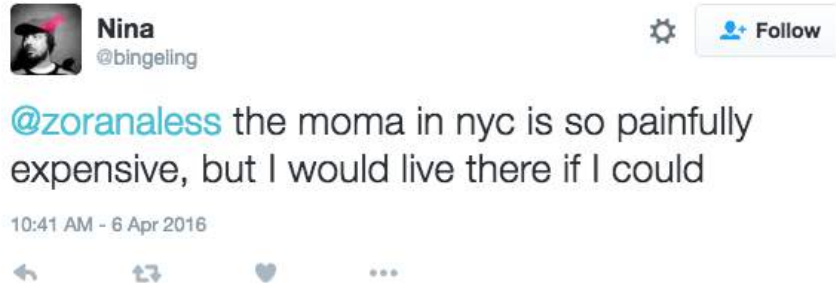 Nina
@bingeling
Follow
@zoranaless the moma in nyc is so painfully
expensive, but I would live there if I could
10:41 AM - 6 Apr 2016